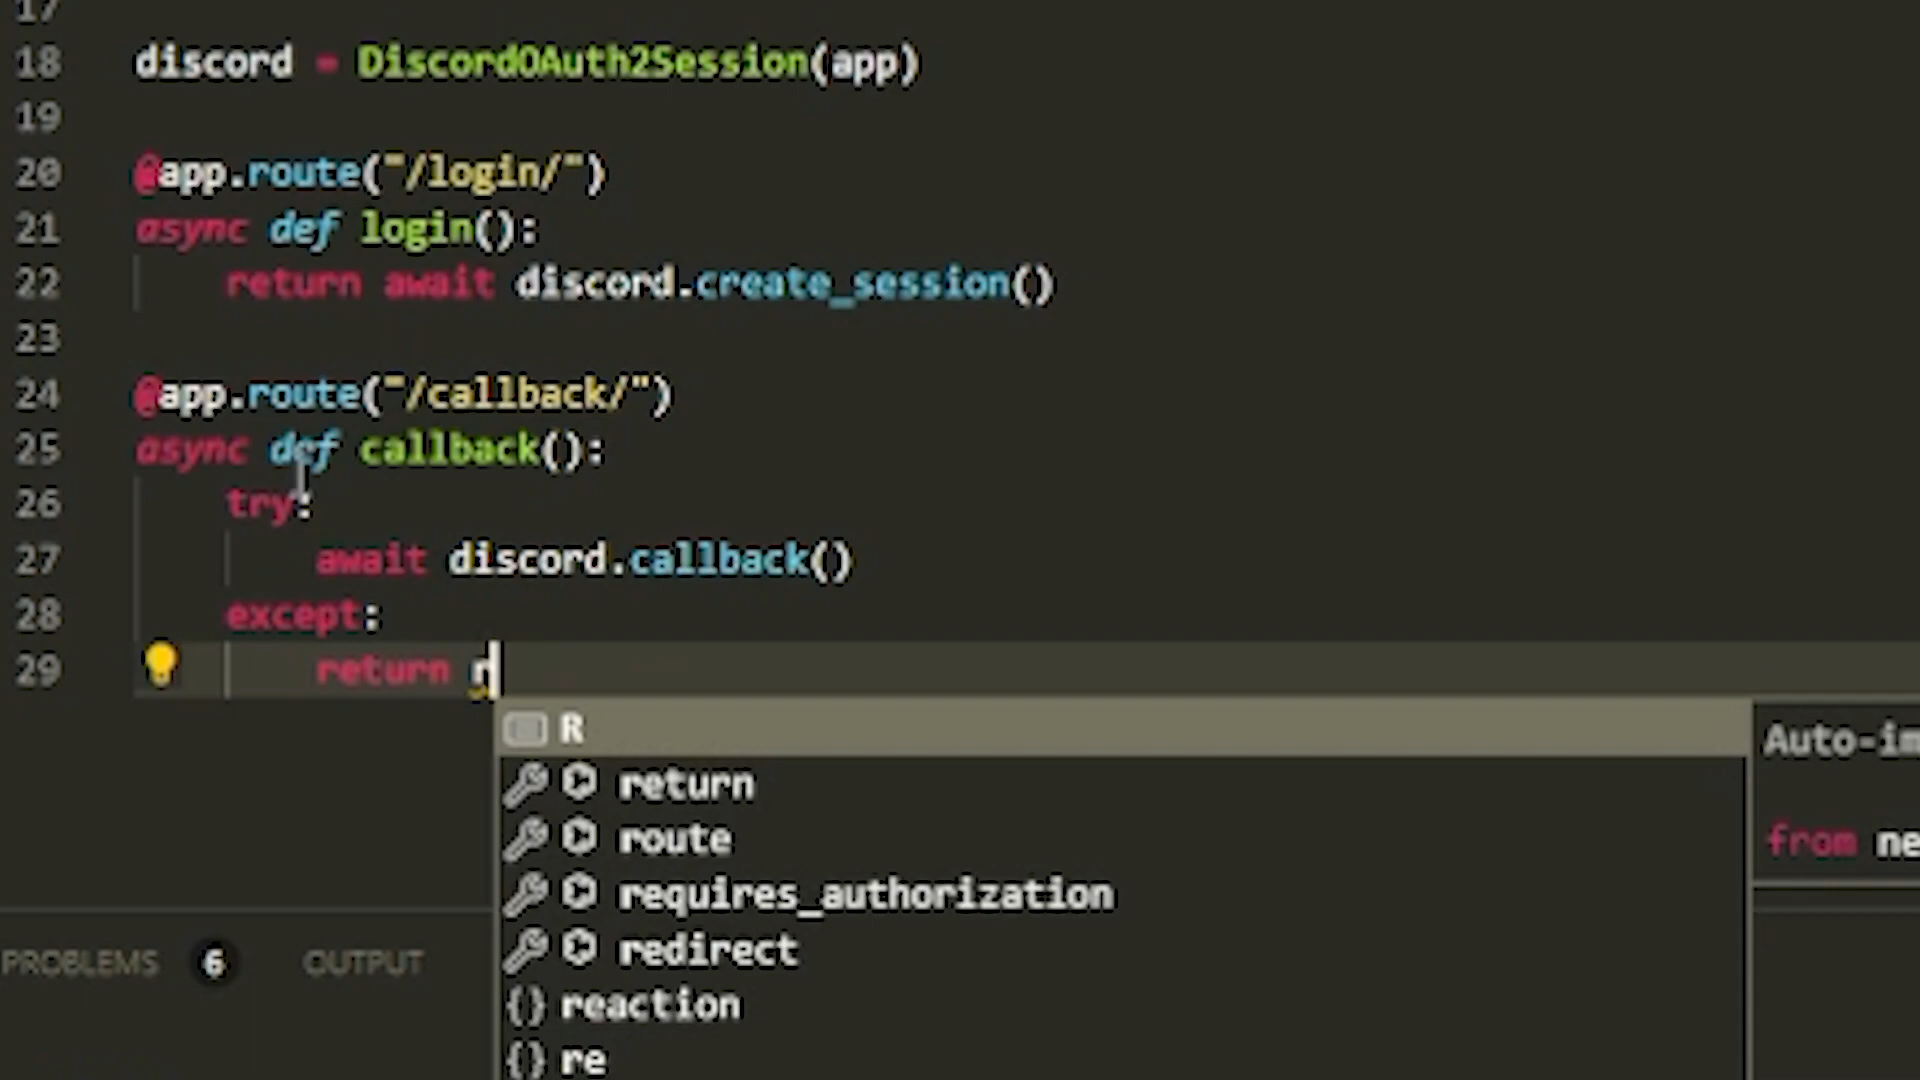 17
18 discord = DiscordOAuth2Session(app)
19
20 @app.route("/login/")
21 async def login():
22 return await discord.create_session()
23
24 @app.route("/callback/")
25 async def callback():
26 try:
27 await discord.callback()
28 except:
29 return r
R
return
route
requires_authorization
redirect
reaction
re
Auto-im
from ne
PROBLEMS 6 OUTPUT